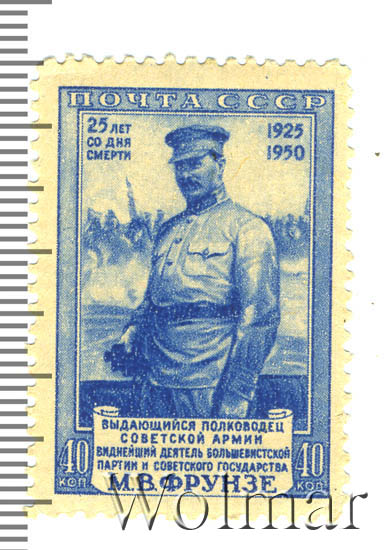 ПОЧТА СССР
25 ЛЕТ
СО ДНЯ
СМЕРТИ
1925
1950
ВЫДАЮЩИЙСЯ ПОЛКОВОДЕЦ
СОВЕТСКОЙ АРМИИ
ВИДНЕЙШИЙ ДЕЯТЕЛЬ БОЛЬШЕВИСТСКОЙ
ПАРТИИ И СОВЕТСКОГО ГОСУДАРСТВА
М.В.ФРУНЗЕ
40
КОП
40
КОП.
Wolmar